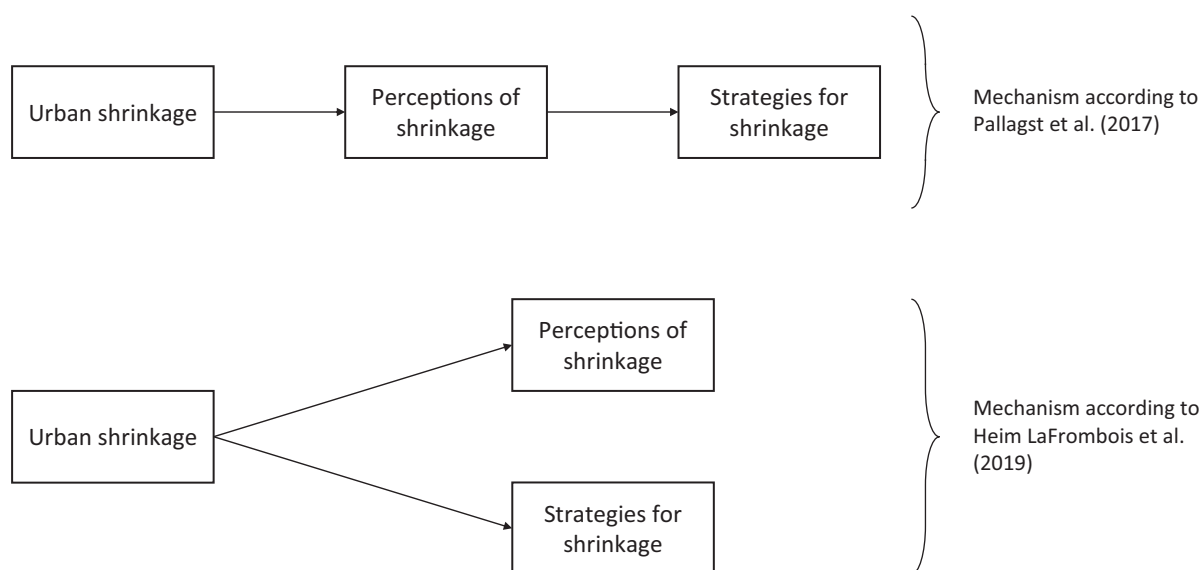 Urban shrinkage
Perceptions of
shrinkage
Strategies for
shrinkage
Mechanism according to
Pallagst et al. (2017)
Urban shrinkage
Perceptions of
shrinkage
Strategies for
shrinkage
Mechanism according to
Heim LaFrombois et al.
(2019)